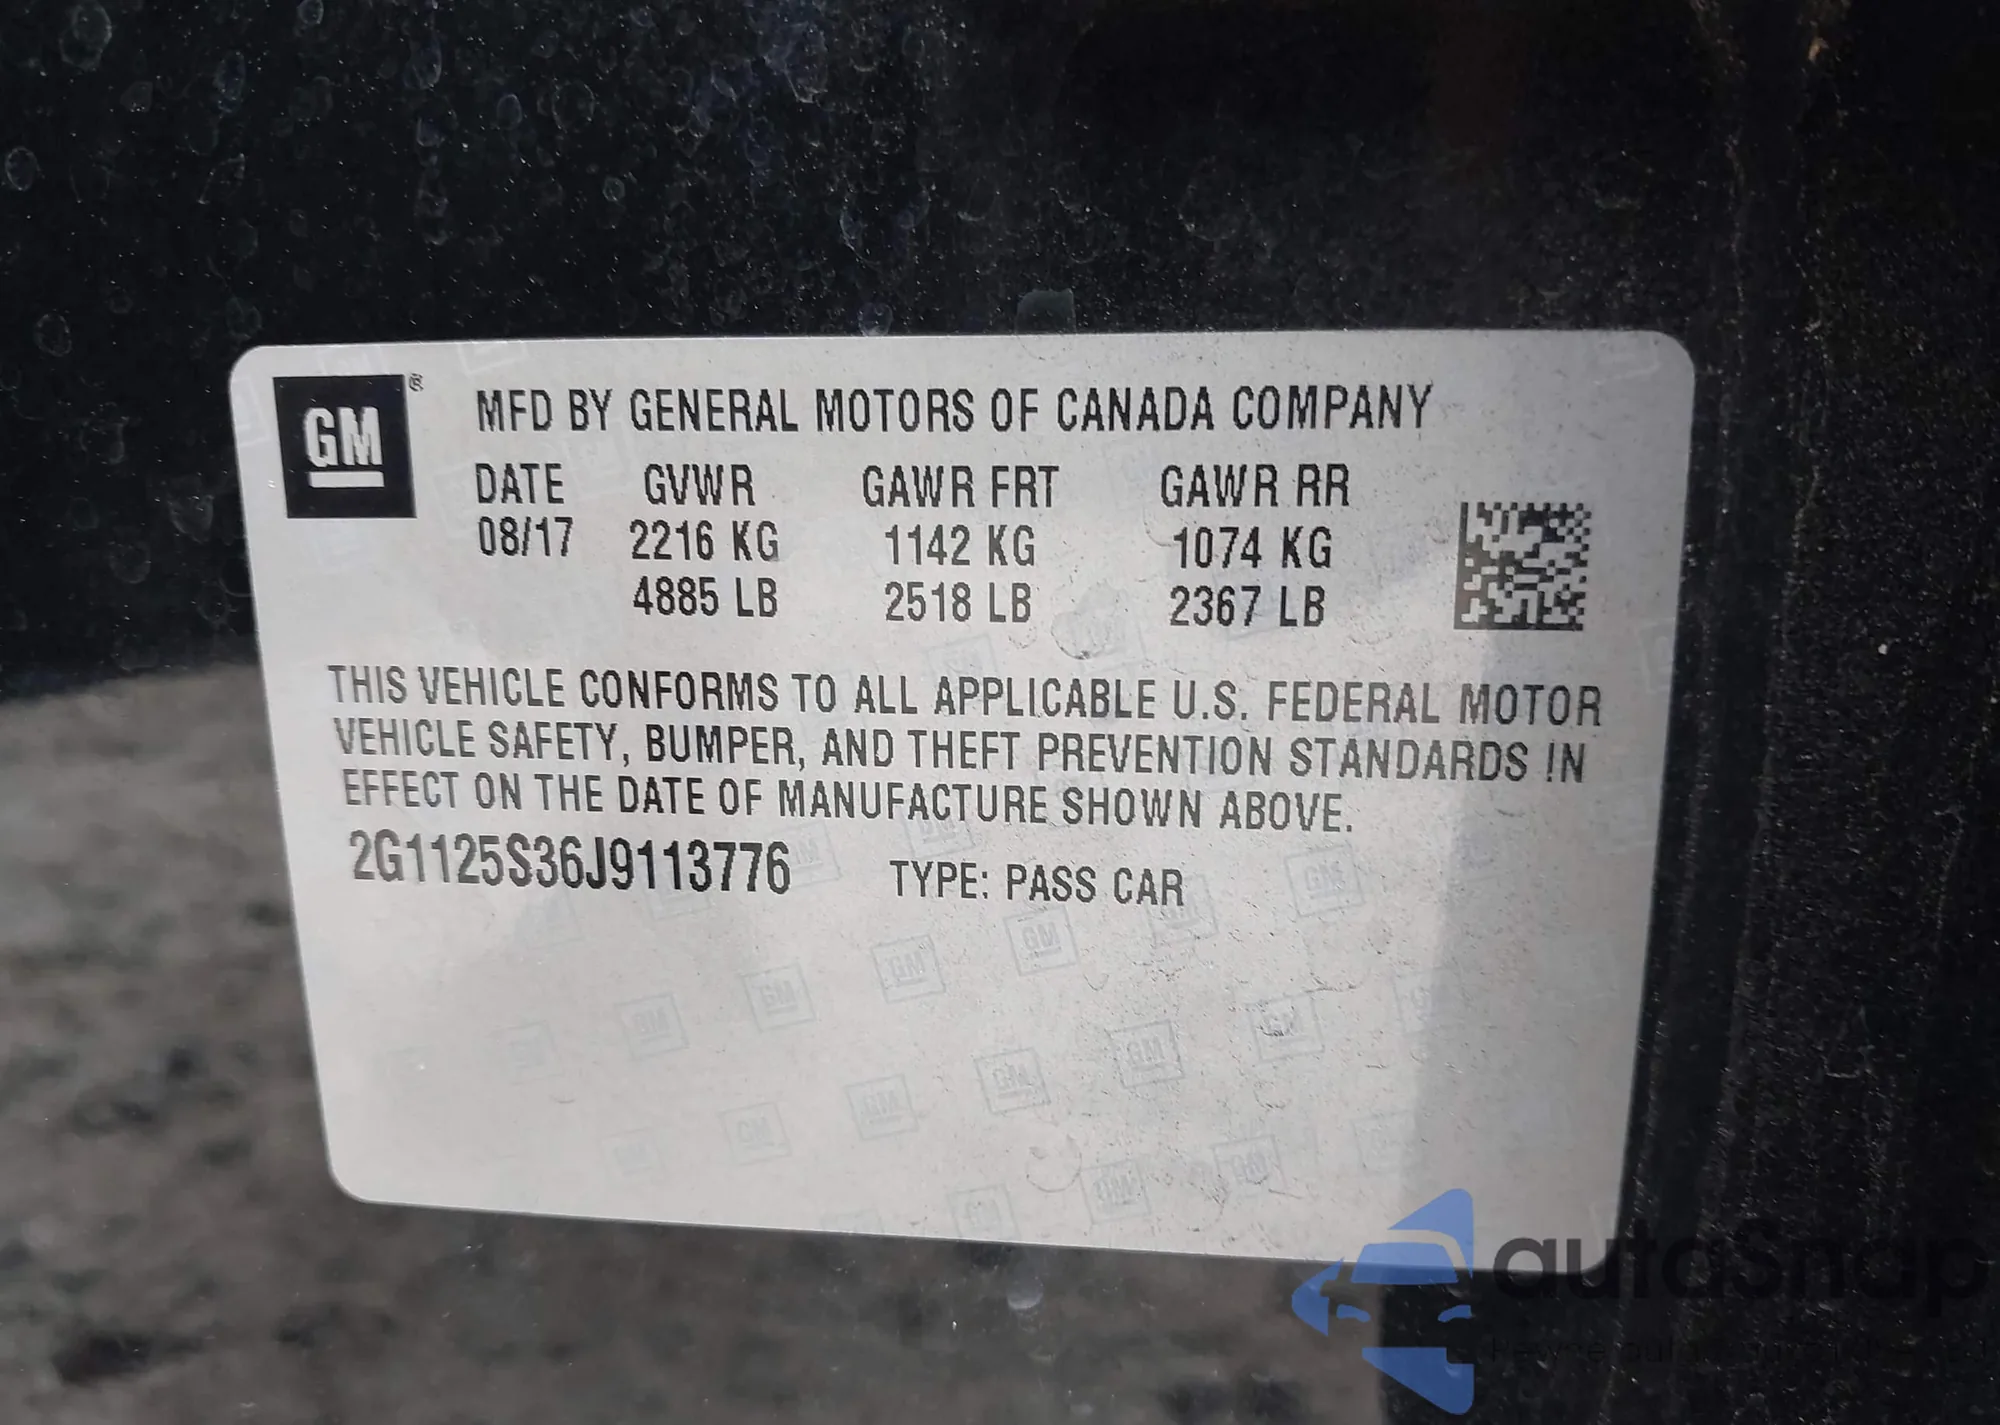 GM®
MFD BY GENERAL MOTORS OF CANADA COMPANY
DATE GVWR GAWR FRT GAWR RR
08/17 2216 KG 1142 KG 1074 KG
4885 LB 2518 LB 2367 LB
THIS VEHICLE CONFORMS TO ALL APPLICABLE U.S. FEDERAL MOTOR
VEHICLE SAFETY, BUMPER, AND THEFT PREVENTION STANDARDS IN
EFFECT ON THE DATE OF MANUFACTURE SHOWN ABOVE.
2G1125S36J9113776 TYPE: PASS CAR
autoSnap